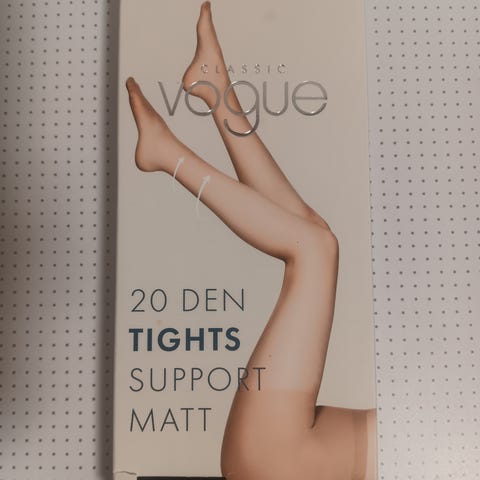 CLASSIC
vogue
20 DEN
TIGHTS
SUPPORT
MATT